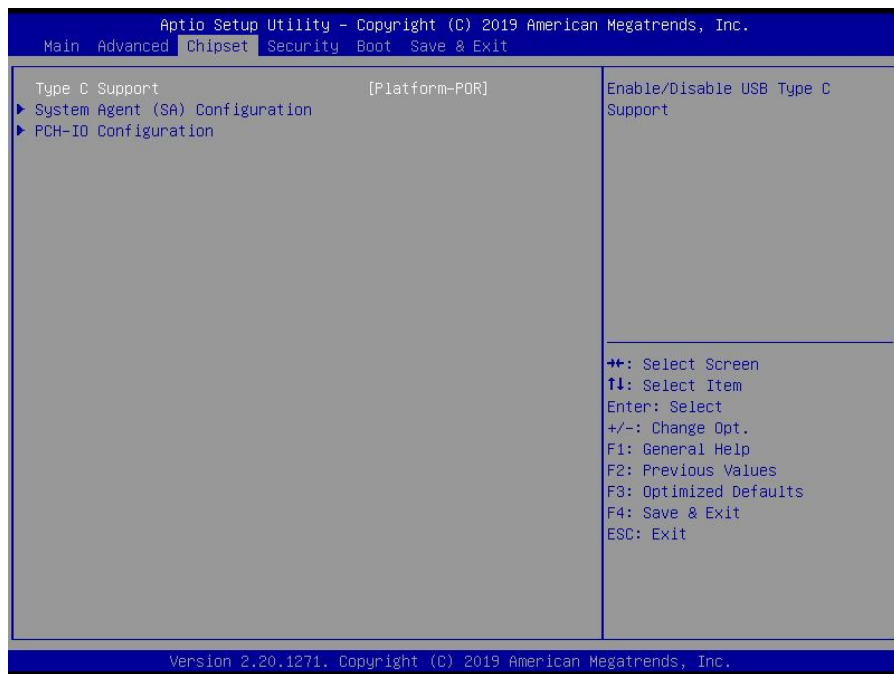 Aptio Setup Utility – Copyright (C) 2019 American Megatrends, Inc.
Main Advanced Chipset Security Boot Save & Exit
Type C Support [Platform-POR]
System Agent (SA) Configuration
PCH-IO Configuration
Enable/Disable USB Type C
Support
→←: Select Screen
↑↓: Select Item
Enter: Select
+/-: Change Opt.
F1: General Help
F2: Previous Values
F3: Optimized Defaults
F4: Save & Exit
ESC: Exit
Version 2.20.1271. Copyright (C) 2019 American Megatrends, Inc.